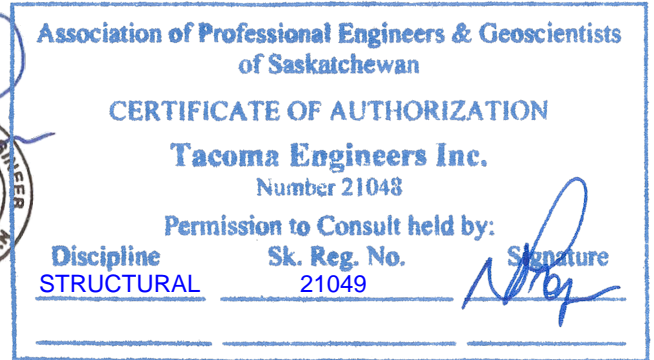 Association of Professional Engineers & Geoscientists
of Saskatchewan
CERTIFICATE OF AUTHORIZATION
Tacoma Engineers Inc.
Number 21048
Permission to Consult held by:
Discipline Sk. Reg. No. Signature
STRUCTURAL 21049